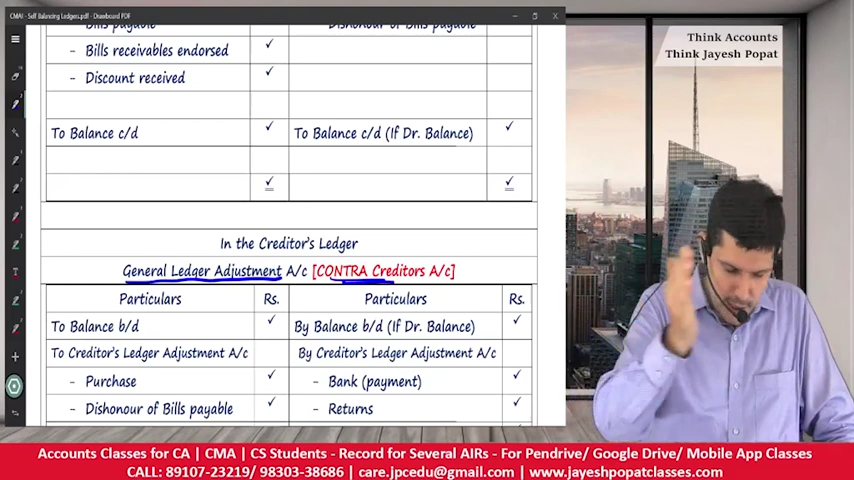 CMAI - Self Balancing Ledgers.pdf - Drawboard PDF
Think Accounts
Think Jayesh Popat
Bills payable Dishonour of Bills payable
- Bills receivables endorsed ✓
- Discount received ✓
To Balance c/d ✓ To Balance c/d (If Dr. Balance) ✓
✓ ✓
In the Creditor's Ledger
General Ledger Adjustment A/c [CONTRA Creditors A/c]
Particulars Rs. Particulars Rs.
To Balance b/d ✓ By Balance b/d (If Dr. Balance) ✓
To Creditor's Ledger Adjustment A/c By Creditor's Ledger Adjustment A/c
- Purchase ✓ - Bank (payment) ✓
- Dishonour of Bills payable ✓ - Returns ✓
Accounts Classes for CA | CMA | CS Students - Record for Several AIRs - For Pendrive/ Google Drive/ Mobile App Classes
CALL: 89107-23219/ 98303-38686 | care.jpcedu@gmail.com | www.jayeshpopatclasses.com